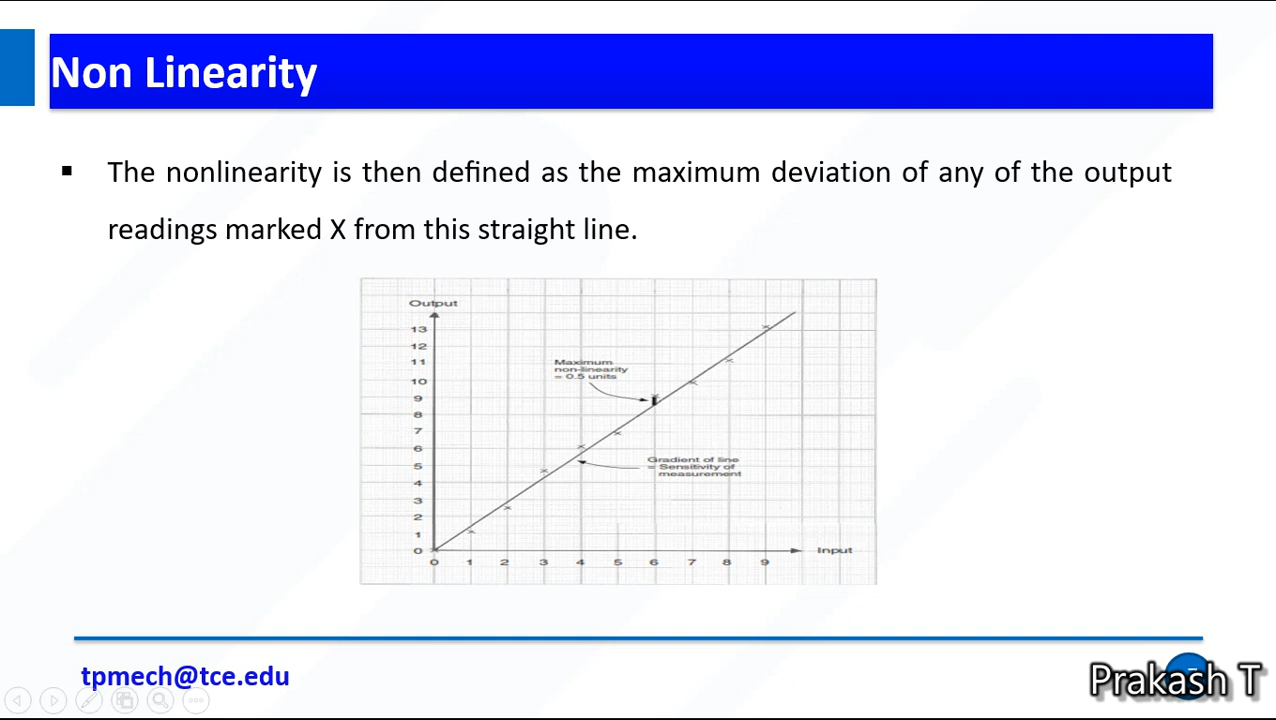 Non Linearity
▪ The nonlinearity is then defined as the maximum deviation of any of the output
readings marked X from this straight line.
Output
13
12
11
10
9
8
7
6
5
4
3
2
1
0
Maximum
non-linearity
= 0.5 units
Gradient of line
= Sensitivity of
measurement
Input
0 1 2 3 4 5 6 7 8 9
tpmech@tce.edu
Prakash T